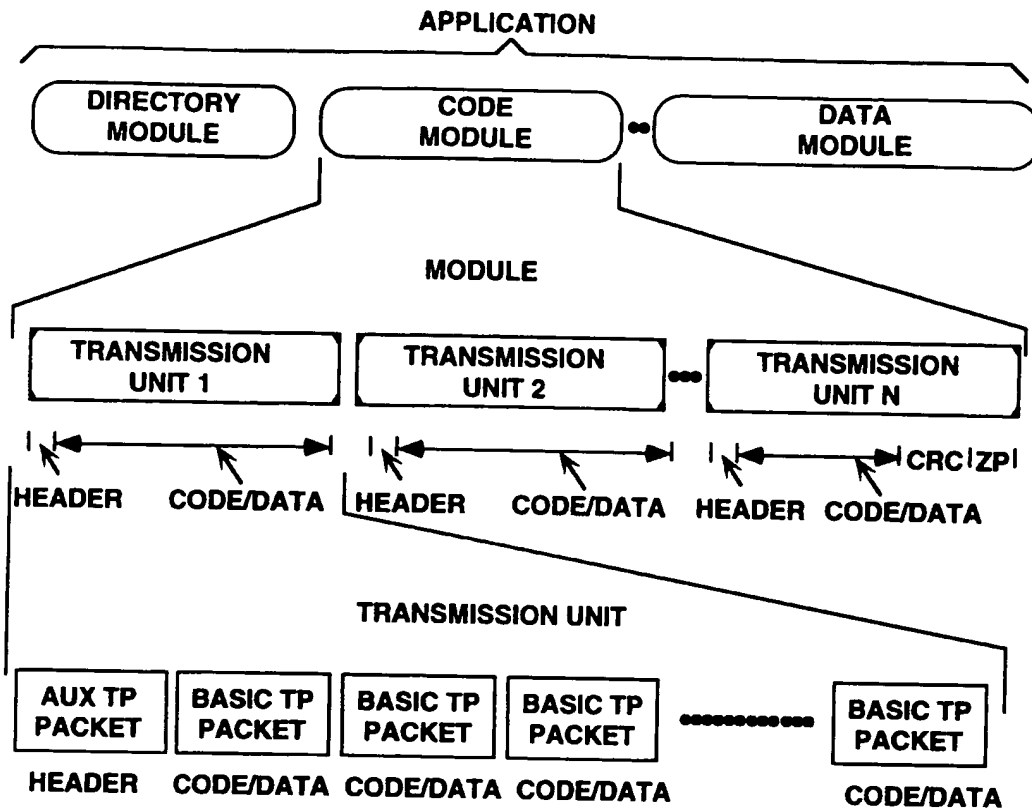 APPLICATION
DIRECTORY
MODULE
CODE
MODULE
DATA
MODULE
MODULE
TRANSMISSION
UNIT 1
TRANSMISSION
UNIT 2
TRANSMISSION
UNIT N
HEADER
CODE/DATA
HEADER
CODE/DATA
HEADER
CODE/DATA
CRC
ZP
TRANSMISSION UNIT
AUX TP
PACKET
BASIC TP
PACKET
BASIC TP
PACKET
BASIC TP
PACKET
BASIC TP
PACKET
HEADER
CODE/DATA
CODE/DATA
CODE/DATA
CODE/DATA